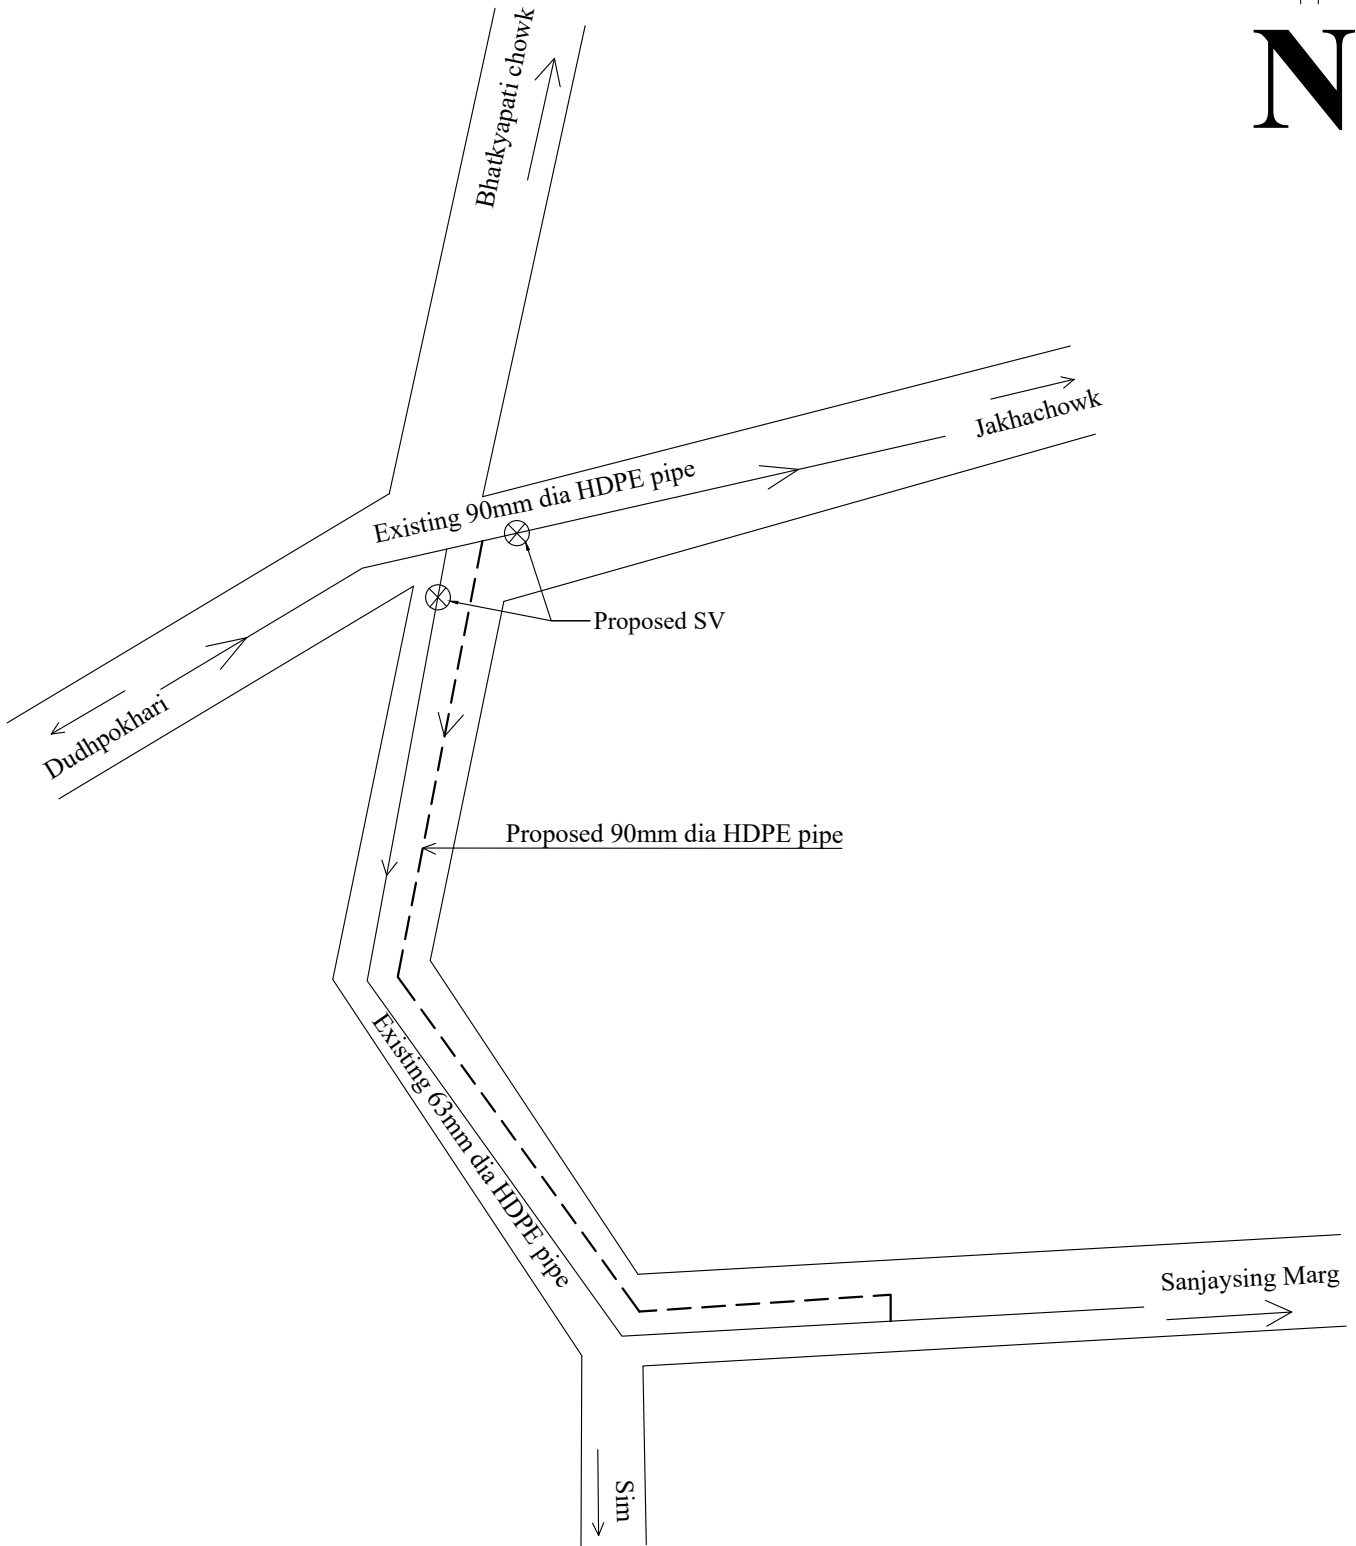 N
Bhatkyapati chowk
Jakhachowk
Existing 90mm dia HDPE pipe
Proposed SV
Dudhpokhari
Proposed 90mm dia HDPE pipe
Existing 63mm dia HDPE pipe
Sanjaysing Marg
Sim